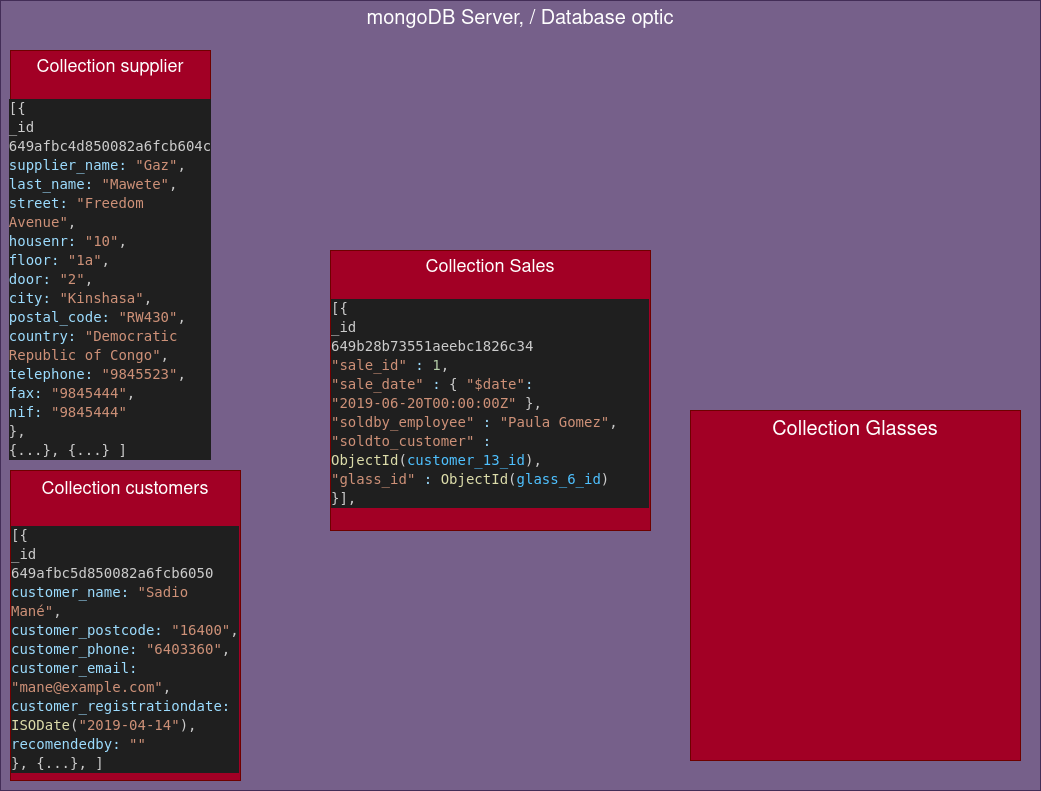 mongoDB Server, / Database optic
Collection supplier
[{
_id
649afbc4d850082a6fcb604c
supplier_name: "Gaz",
last_name: "Mawete",
street: "Freedom
Avenue",
housenr: "10",
floor: "1a",
door: "2",
city: "Kinshasa",
postal_code: "RW430",
country: "Democratic
Republic of Congo",
telephone: "9845523",
fax: "9845444",
nif: "9845444"
},
{...}, {...} ]
Collection customers
[{
_id
649afbc5d850082a6fcb6050
customer_name: "Sadio
Mané",
customer_postcode: "16400",
customer_phone: "6403360",
customer_email:
"mane@example.com",
customer_registrationdate:
ISODate("2019-04-14"),
recomendedby: ""
}, {...}, ]
Collection Sales
[{
_id
649b28b73551aeebc1826c34
"sale_id" : 1,
"sale_date" : { "$date":
"2019-06-20T00:00:00Z" },
"soldby_employee" : "Paula Gomez",
"soldto_customer" :
ObjectId(customer_13_id),
"glass_id" : ObjectId(glass_6_id)
}],
Collection Glasses